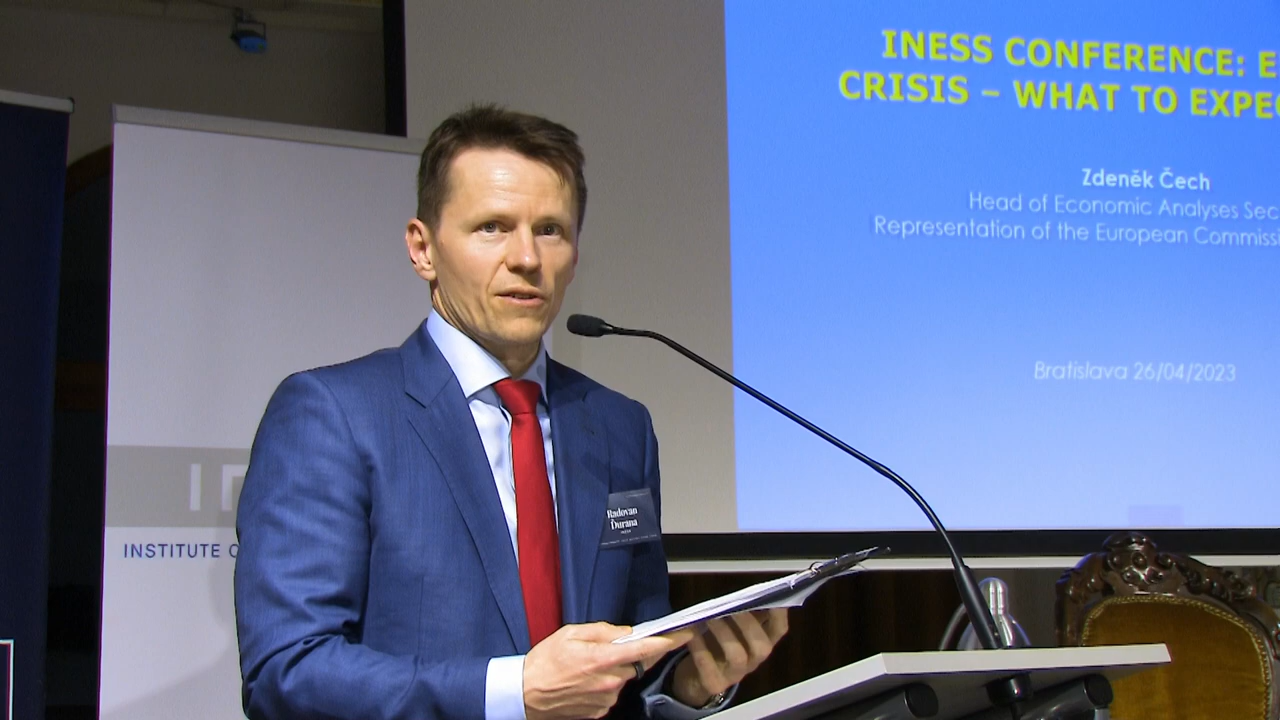 INESS CONFERENCE: E
CRISIS – WHAT TO EXPEC
Zdeněk Čech
Head of Economic Analyses Sec
Representation of the European Commissi
Bratislava 26/04/2023
INSTITUTE O
Radovan
Ďurana